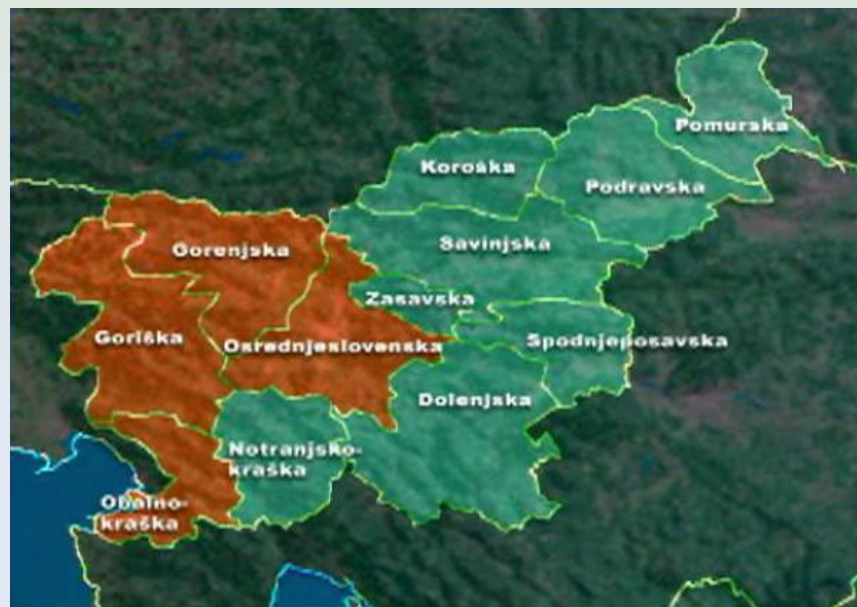 Pomurska
Koroška
Podravska
Savinjska
Gorenjska
Zasavska
Goriška
Osrednjeslovenska
Spodnjeposavska
Dolenjska
Notranjsko-
kraška
Obalno-
kraška